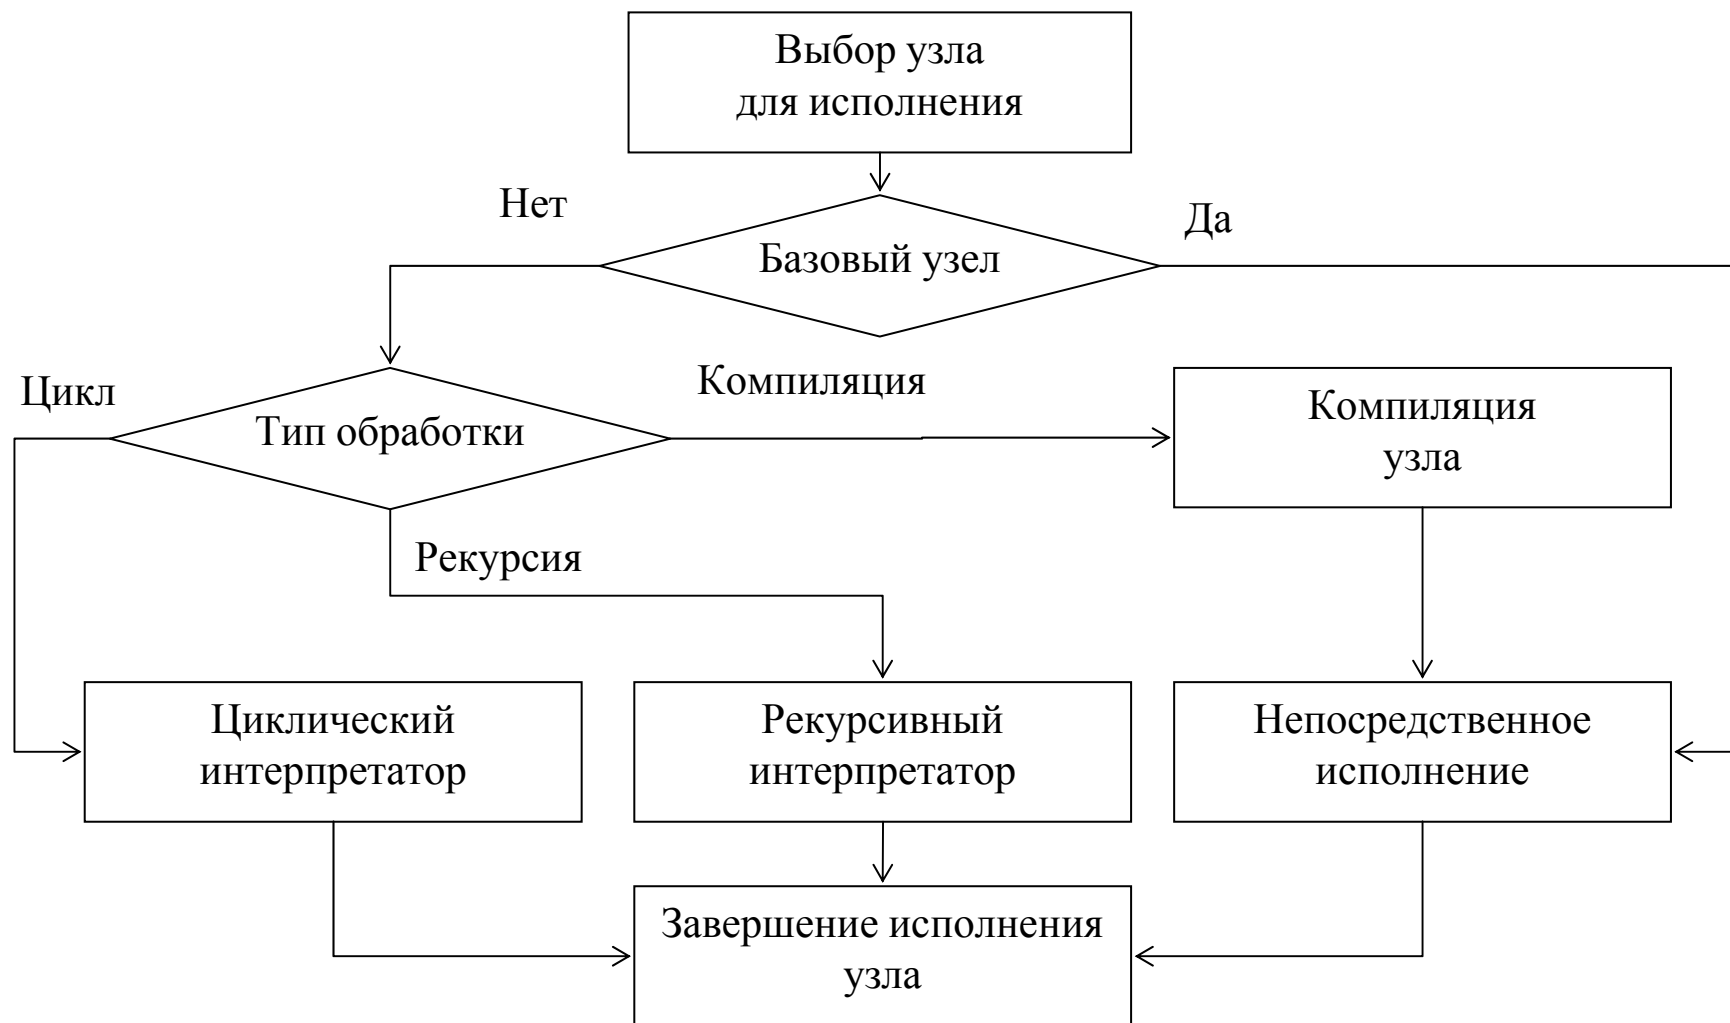 Выбор узла
для исполнения
Нет
Да
Базовый узел
Цикл
Компиляция
Тип обработки
Компиляция
узла
Рекурсия
Циклический
интерпретатор
Рекурсивный
интерпретатор
Непосредственное
исполнение
Завершение исполнения
узла